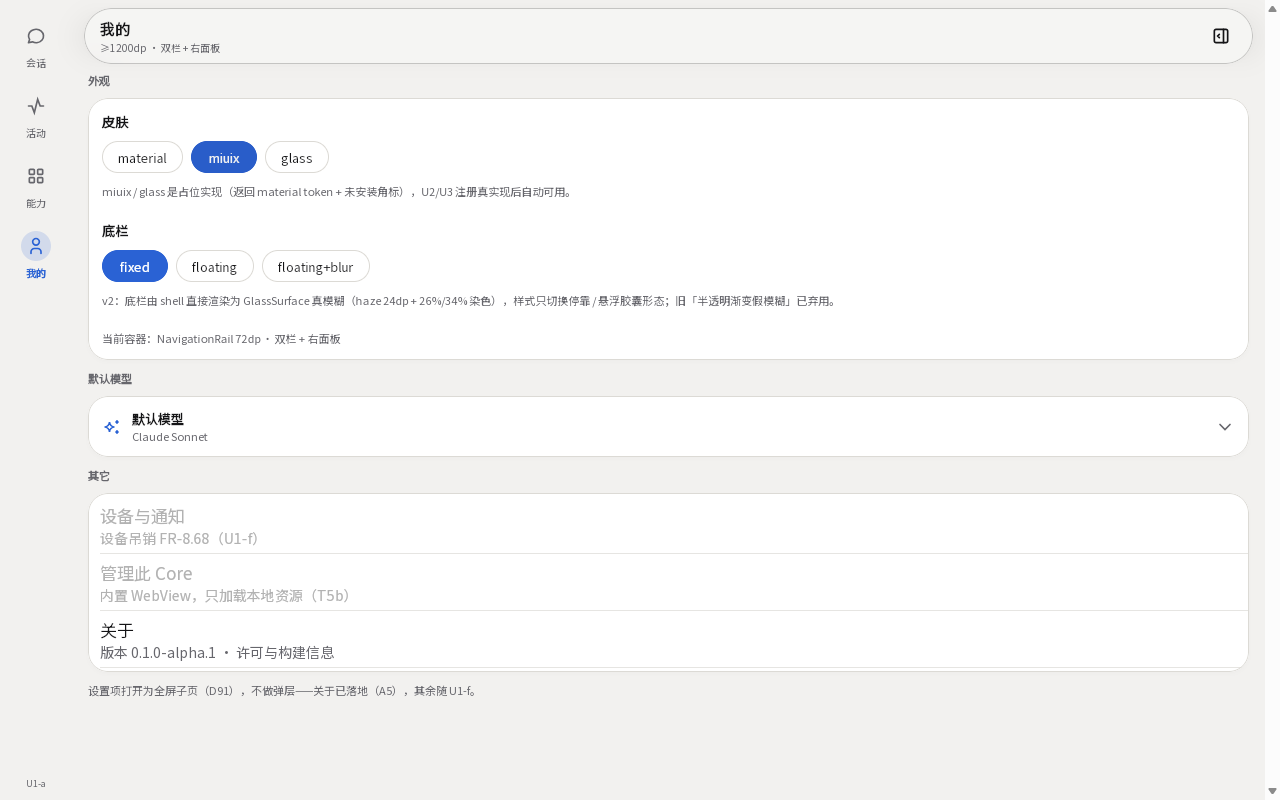 会话
活动
能力
我的
U1-a
我的
≥1200dp · 双栏 + 右面板
外观
皮肤
material
miuix
glass
miuix / glass 是占位实现（返回 material token + 未安装角标），U2/U3 注册真实现后自动可用。
底栏
fixed
floating
floating+blur
v2：底栏由 shell 直接渲染为 GlassSurface 真模糊（haze 24dp + 26%/34% 染色），样式只切换停靠 / 悬浮胶囊形态；旧「半透明渐变假模糊」已弃用。
当前容器：NavigationRail 72dp · 双栏 + 右面板
默认模型
默认模型
Claude Sonnet
其它
设备与通知
设备吊销 FR-8.68（U1-f）
管理此 Core
内置 WebView，只加载本地资源（T5b）
关于
版本 0.1.0-alpha.1 · 许可与构建信息
设置项打开为全屏子页（D91），不做弹层——关于已落地（A5），其余随 U1-f。